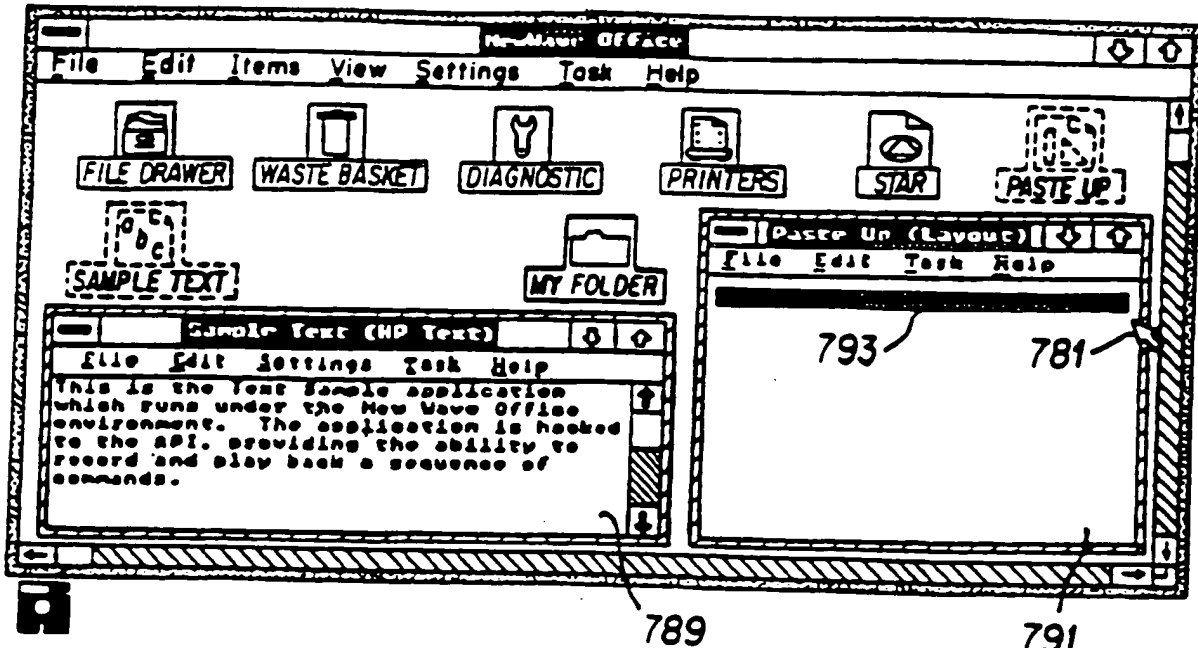 NewWave Office
File Edit Items View Settings Task Help
FILE DRAWER WASTE BASKET DIAGNOSTIC PRINTERS STAR PASTE UP
SAMPLE TEXT MY FOLDER
Paste Up (Layout)
File Edit Task Help
793 781
Sample Text (HP Text)
File Edit Settings Task Help
This is the Text Sample application
which runs under the New Wave Office
environment. The application is hooked
to the API, providing the ability to
record and play back a sequence of
commands.
789 791